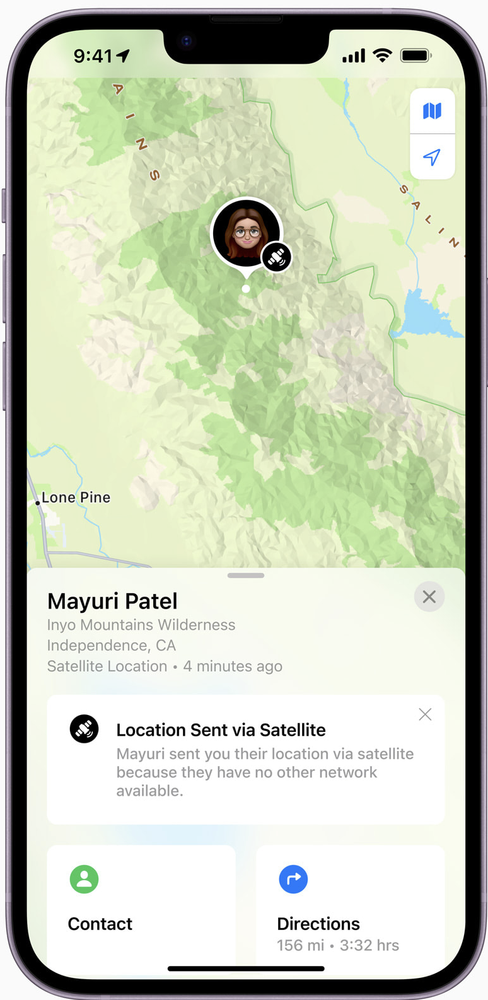 9:41
AINS
SALIN
Lone Pine
Mayuri Patel
Inyo Mountains Wilderness
Independence, CA
Satellite Location • 4 minutes ago
Location Sent via Satellite
Mayuri sent you their location via satellite
because they have no other network
available.
Contact
Directions
156 mi • 3:32 hrs